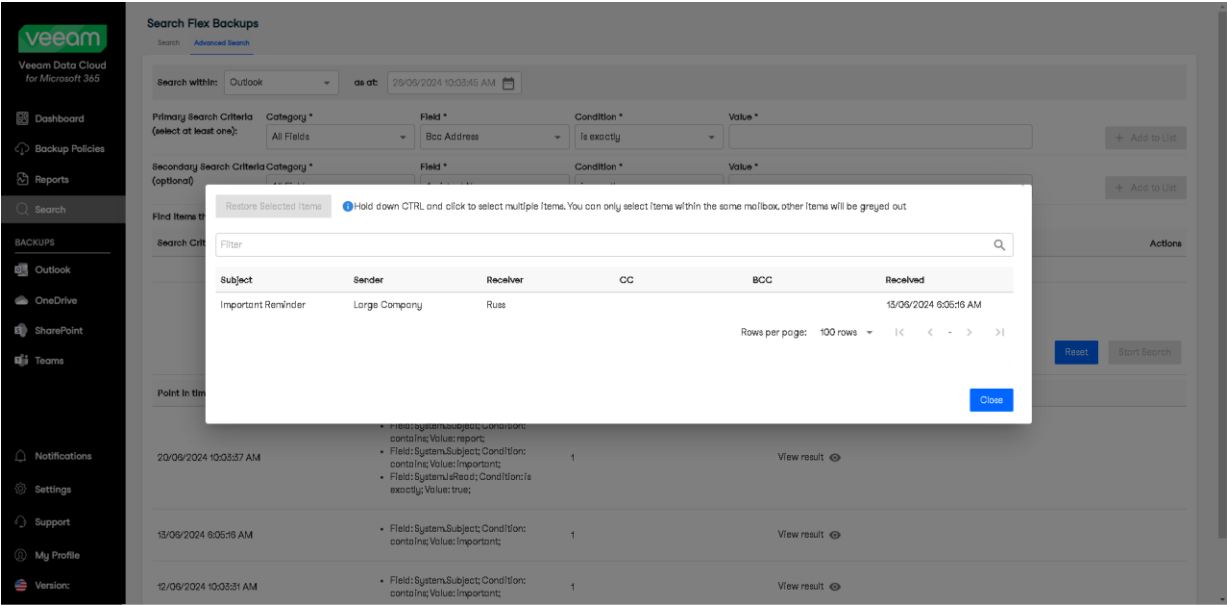 veeam
Veeam Data Cloud
for Microsoft 365
Dashboard
Backup Policies
Reports
Search
BACKUPS
Outlook
OneDrive
SharePoint
Teams
Notifications
Settings
Support
My Profile
Version:
Search Flex Backups
Search Advanced Search
Search within: Outlook as at: 26/06/2024 10:03:45 AM
Primary Search Criteria Category * Field * Condition * Value *
(select at least one): All Fields Bcc Address is exactly + Add to List
Secondary Search Criteria Category * Field * Condition * Value *
(optional) + Add to List
Find items th
Search Crit Actions
Restore Selected Items Hold down CTRL and click to select multiple items. You can only select items within the same mailbox, other items will be greyed out
Filter
Subject Sender Receiver CC BCC Received
Important Reminder Large Company Russ 13/06/2024 6:05:16 AM
Rows per page: 100 rows -
Close
Reset Start Search
Point in tim
Field: System.Subject; Condition:
contains; Value: report;
Field: System.Subject; Condition:
20/06/2024 10:03:37 AM contains; Value: important; 1 View result
Field: System.IsRead; Condition: is
exactly; Value: true;
Field: System.Subject; Condition:
13/06/2024 6:05:16 AM contains; Value: important; 1 View result
Field: System.Subject; Condition:
12/06/2024 10:03:31 AM contains; Value: important; 1 View result